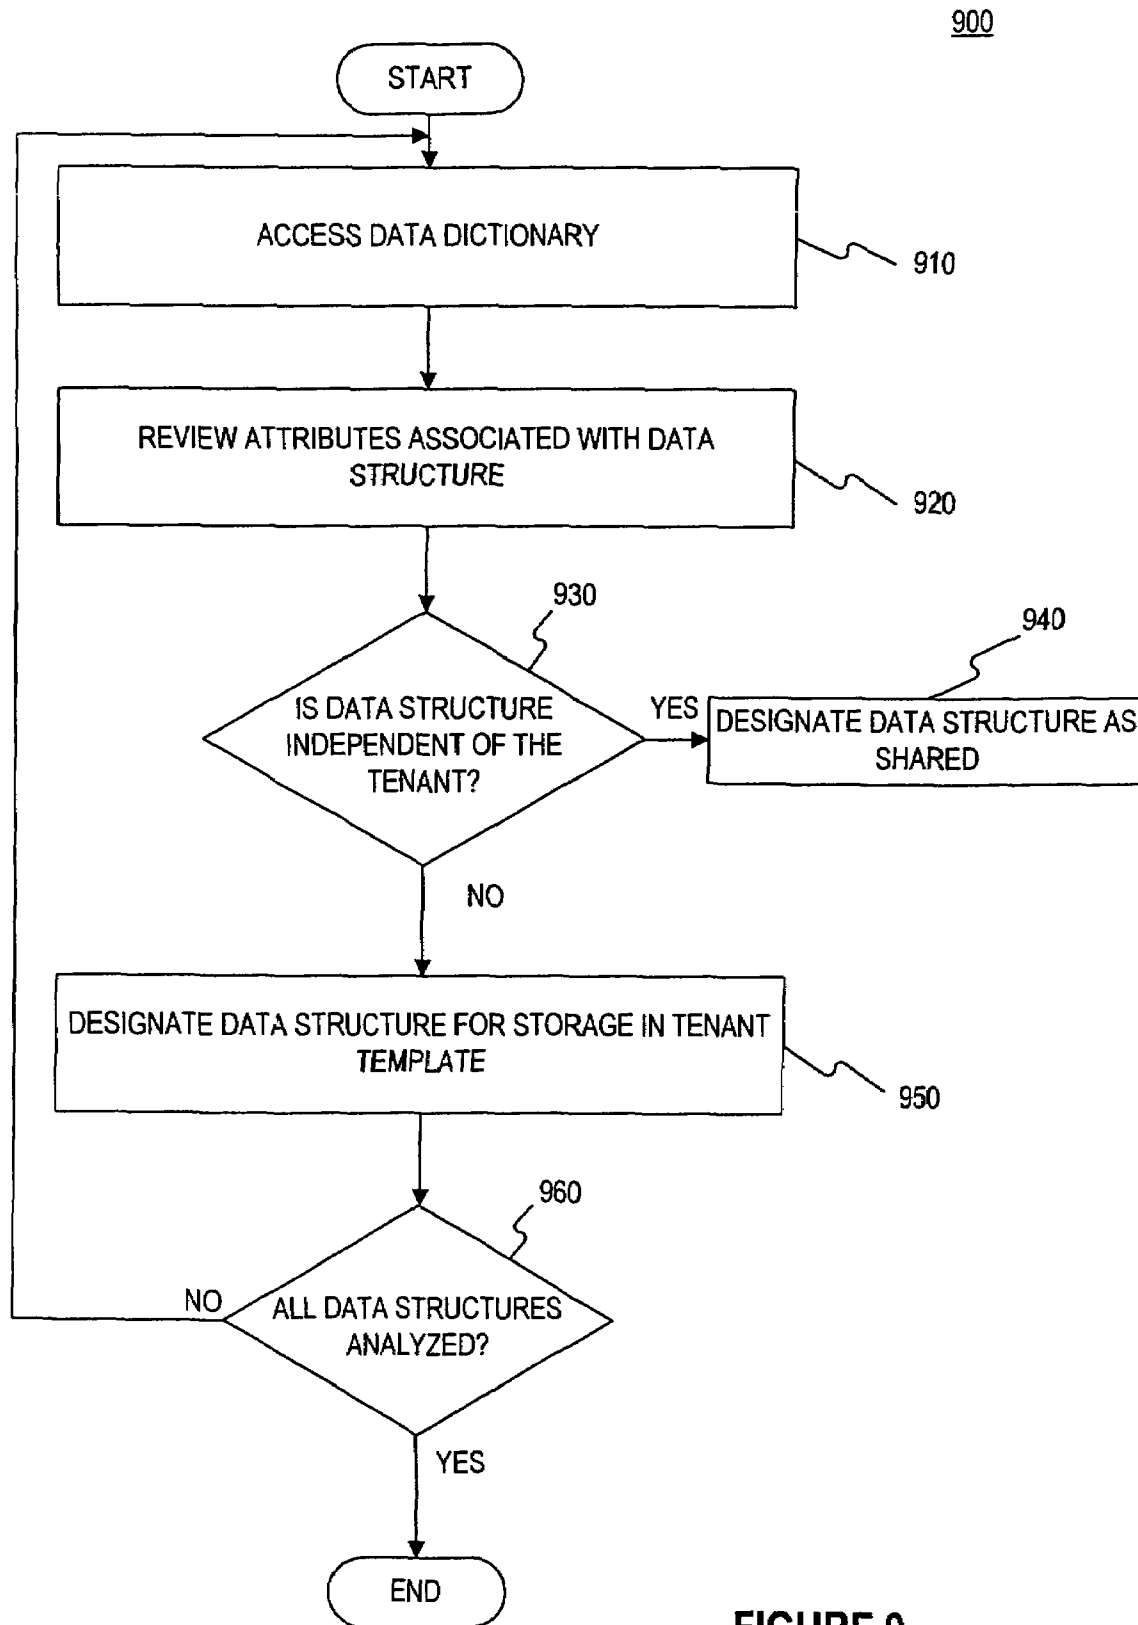 900
START
ACCESS DATA DICTIONARY
910
REVIEW ATTRIBUTES ASSOCIATED WITH DATA
STRUCTURE
920
930
IS DATA STRUCTURE
INDEPENDENT OF THE
TENANT?
YES
940
DESIGNATE DATA STRUCTURE AS
SHARED
NO
DESIGNATE DATA STRUCTURE FOR STORAGE IN TENANT
TEMPLATE
950
960
ALL DATA STRUCTURES
ANALYZED?
NO
YES
END
FIGURE 9